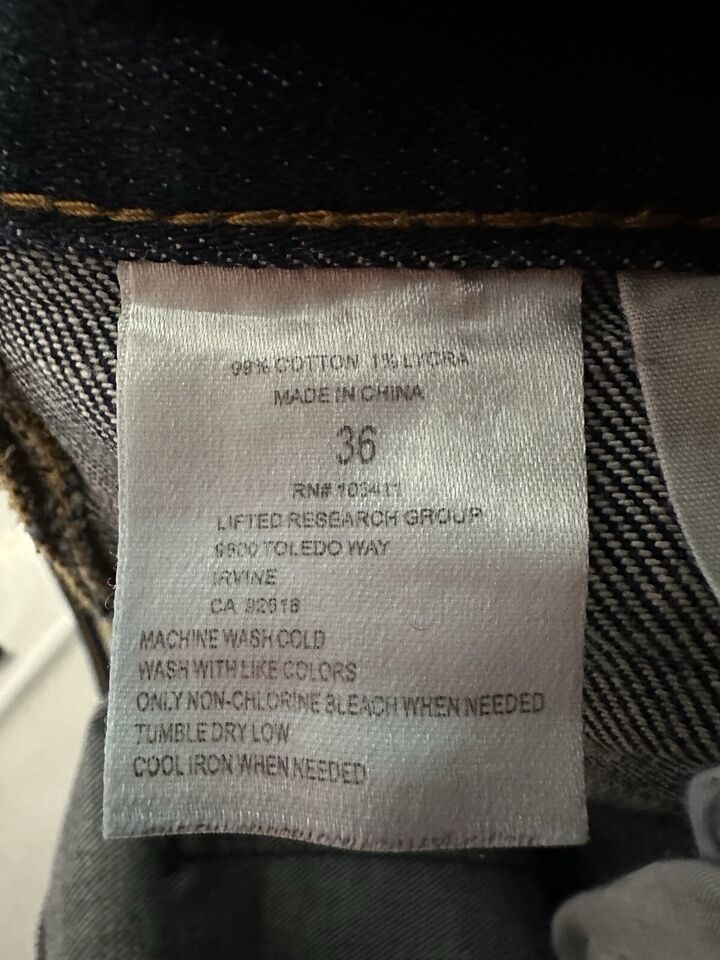 99% COTTON 1% LYCRA
MADE IN CHINA
36
RN# 103411
LIFTED RESEARCH GROUP
TOLEDO WAY
IRVINE
CA 92618
MACHINE WASH COLD
WASH WITH LIKE COLORS
ONLY NON-CHLORINE BLEACH WHEN NEEDED
TUMBLE DRY LOW
COOL IRON WHEN NEEDED